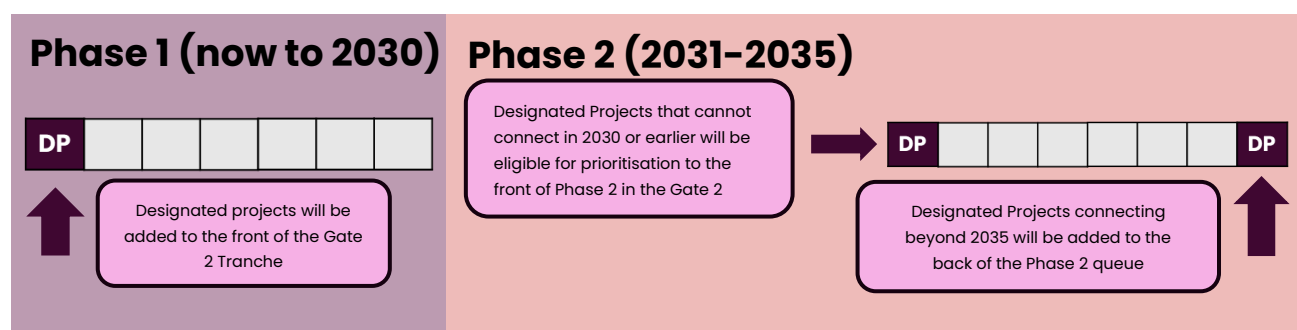 Phase 1 (now to 2030)
DP
Designated projects will be
added to the front of the Gate
2 Tranche
Phase 2 (2031-2035)
Designated Projects that cannot
connect in 2030 or earlier will be
eligible for prioritisation to the
front of Phase 2 in the Gate 2
DP
DP
Designated Projects connecting
beyond 2035 will be added to the
back of the Phase 2 queue